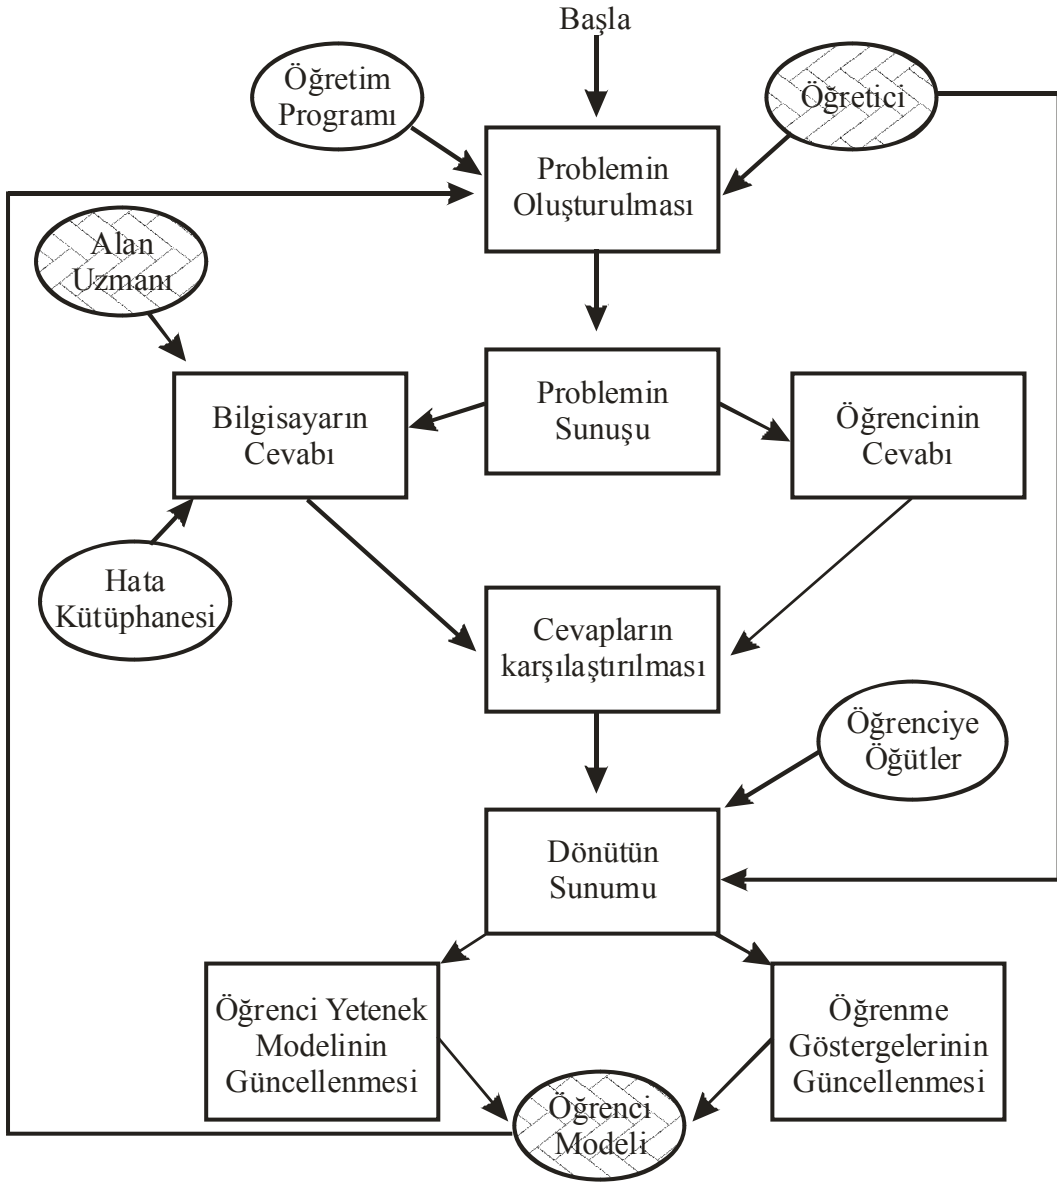 Başla
Öğretim
Programı
Öğretici
Problemin
Oluşturulması
Alan
Uzmanı
Bilgisayarın
Cevabı
Problemin
Sunuşu
Öğrencinin
Cevabı
Hata
Kütüphanesi
Cevapların
karşılaştırılması
Öğrenciye
Öğütler
Dönütün
Sunumu
Öğrenci Yetenek
Modelinin
Güncellenmesi
Öğrenme
Göstergelerinin
Güncellenmesi
Öğrenci
Modeli